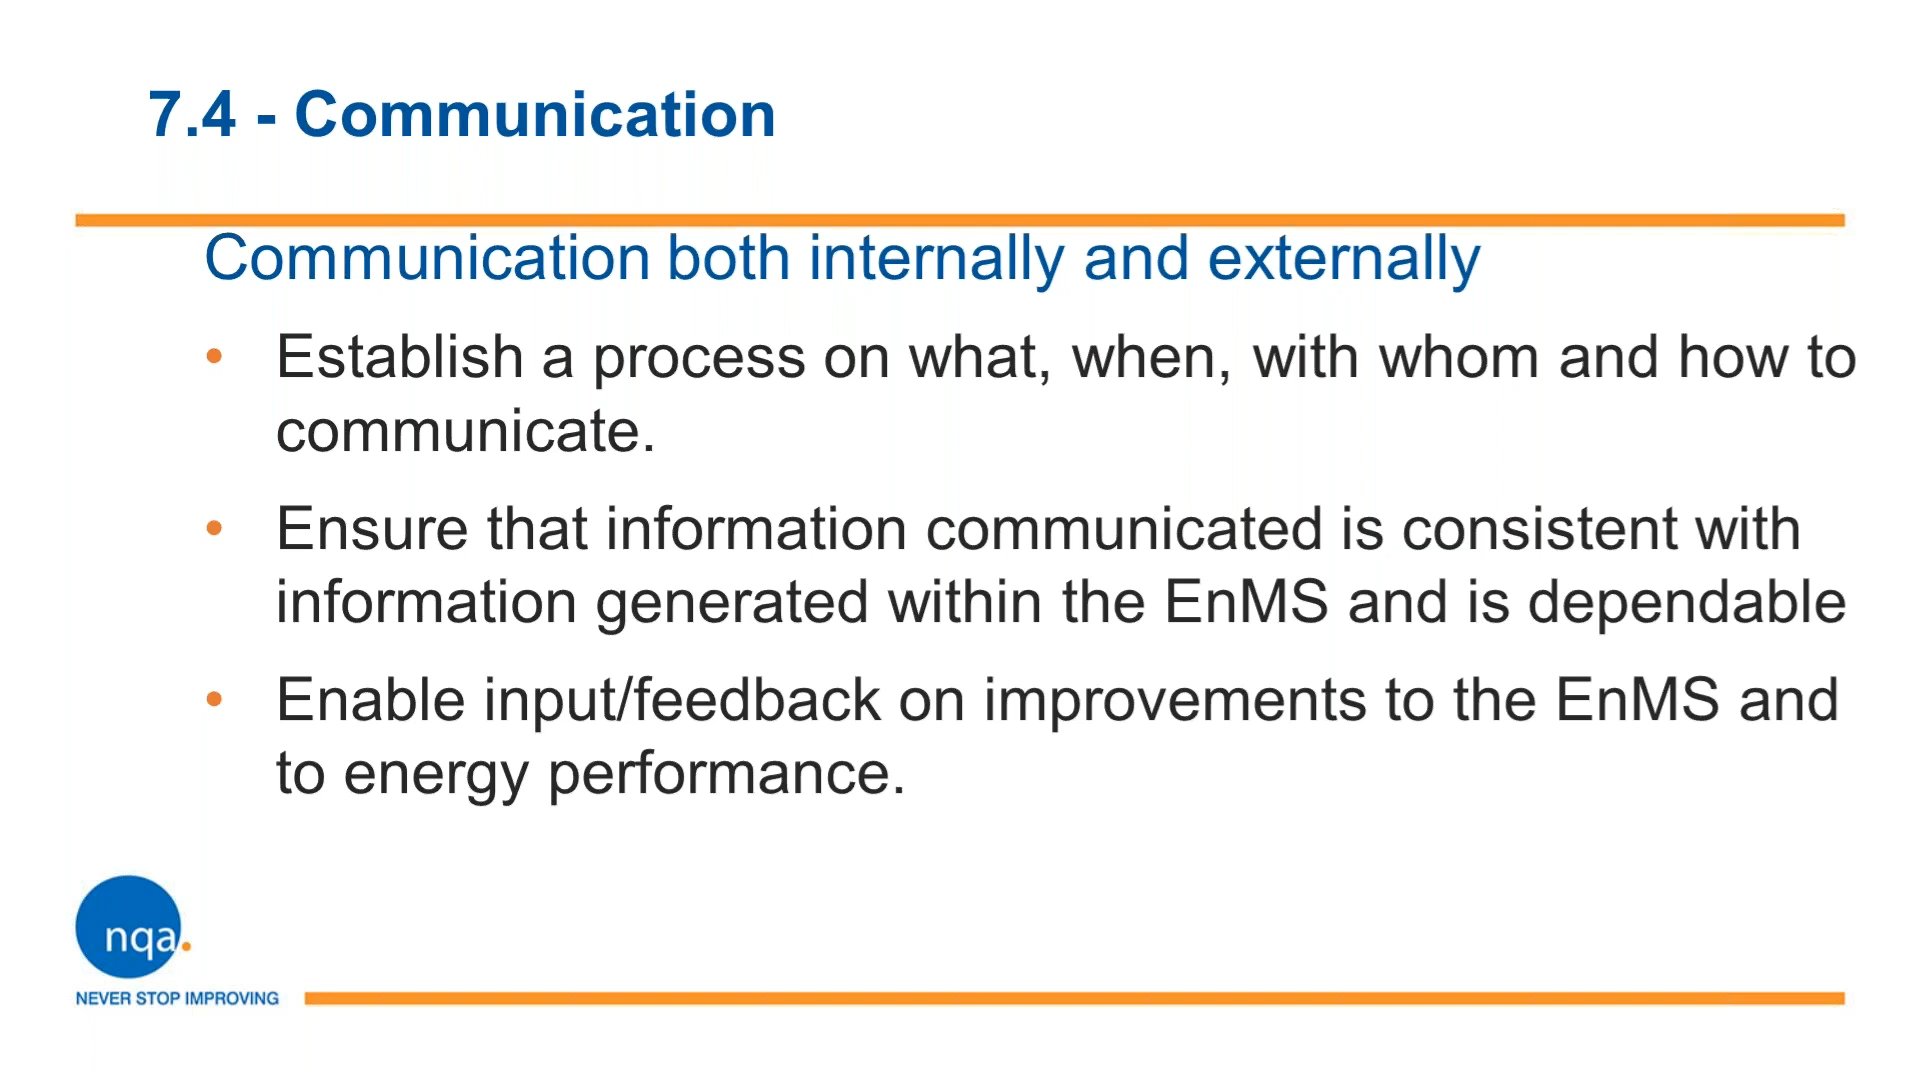 7.4 - Communication
Communication both internally and externally
• Establish a process on what, when, with whom and how to
communicate.
• Ensure that information communicated is consistent with
information generated within the EnMS and is dependable
• Enable input/feedback on improvements to the EnMS and
to energy performance.
nqa.
NEVER STOP IMPROVING